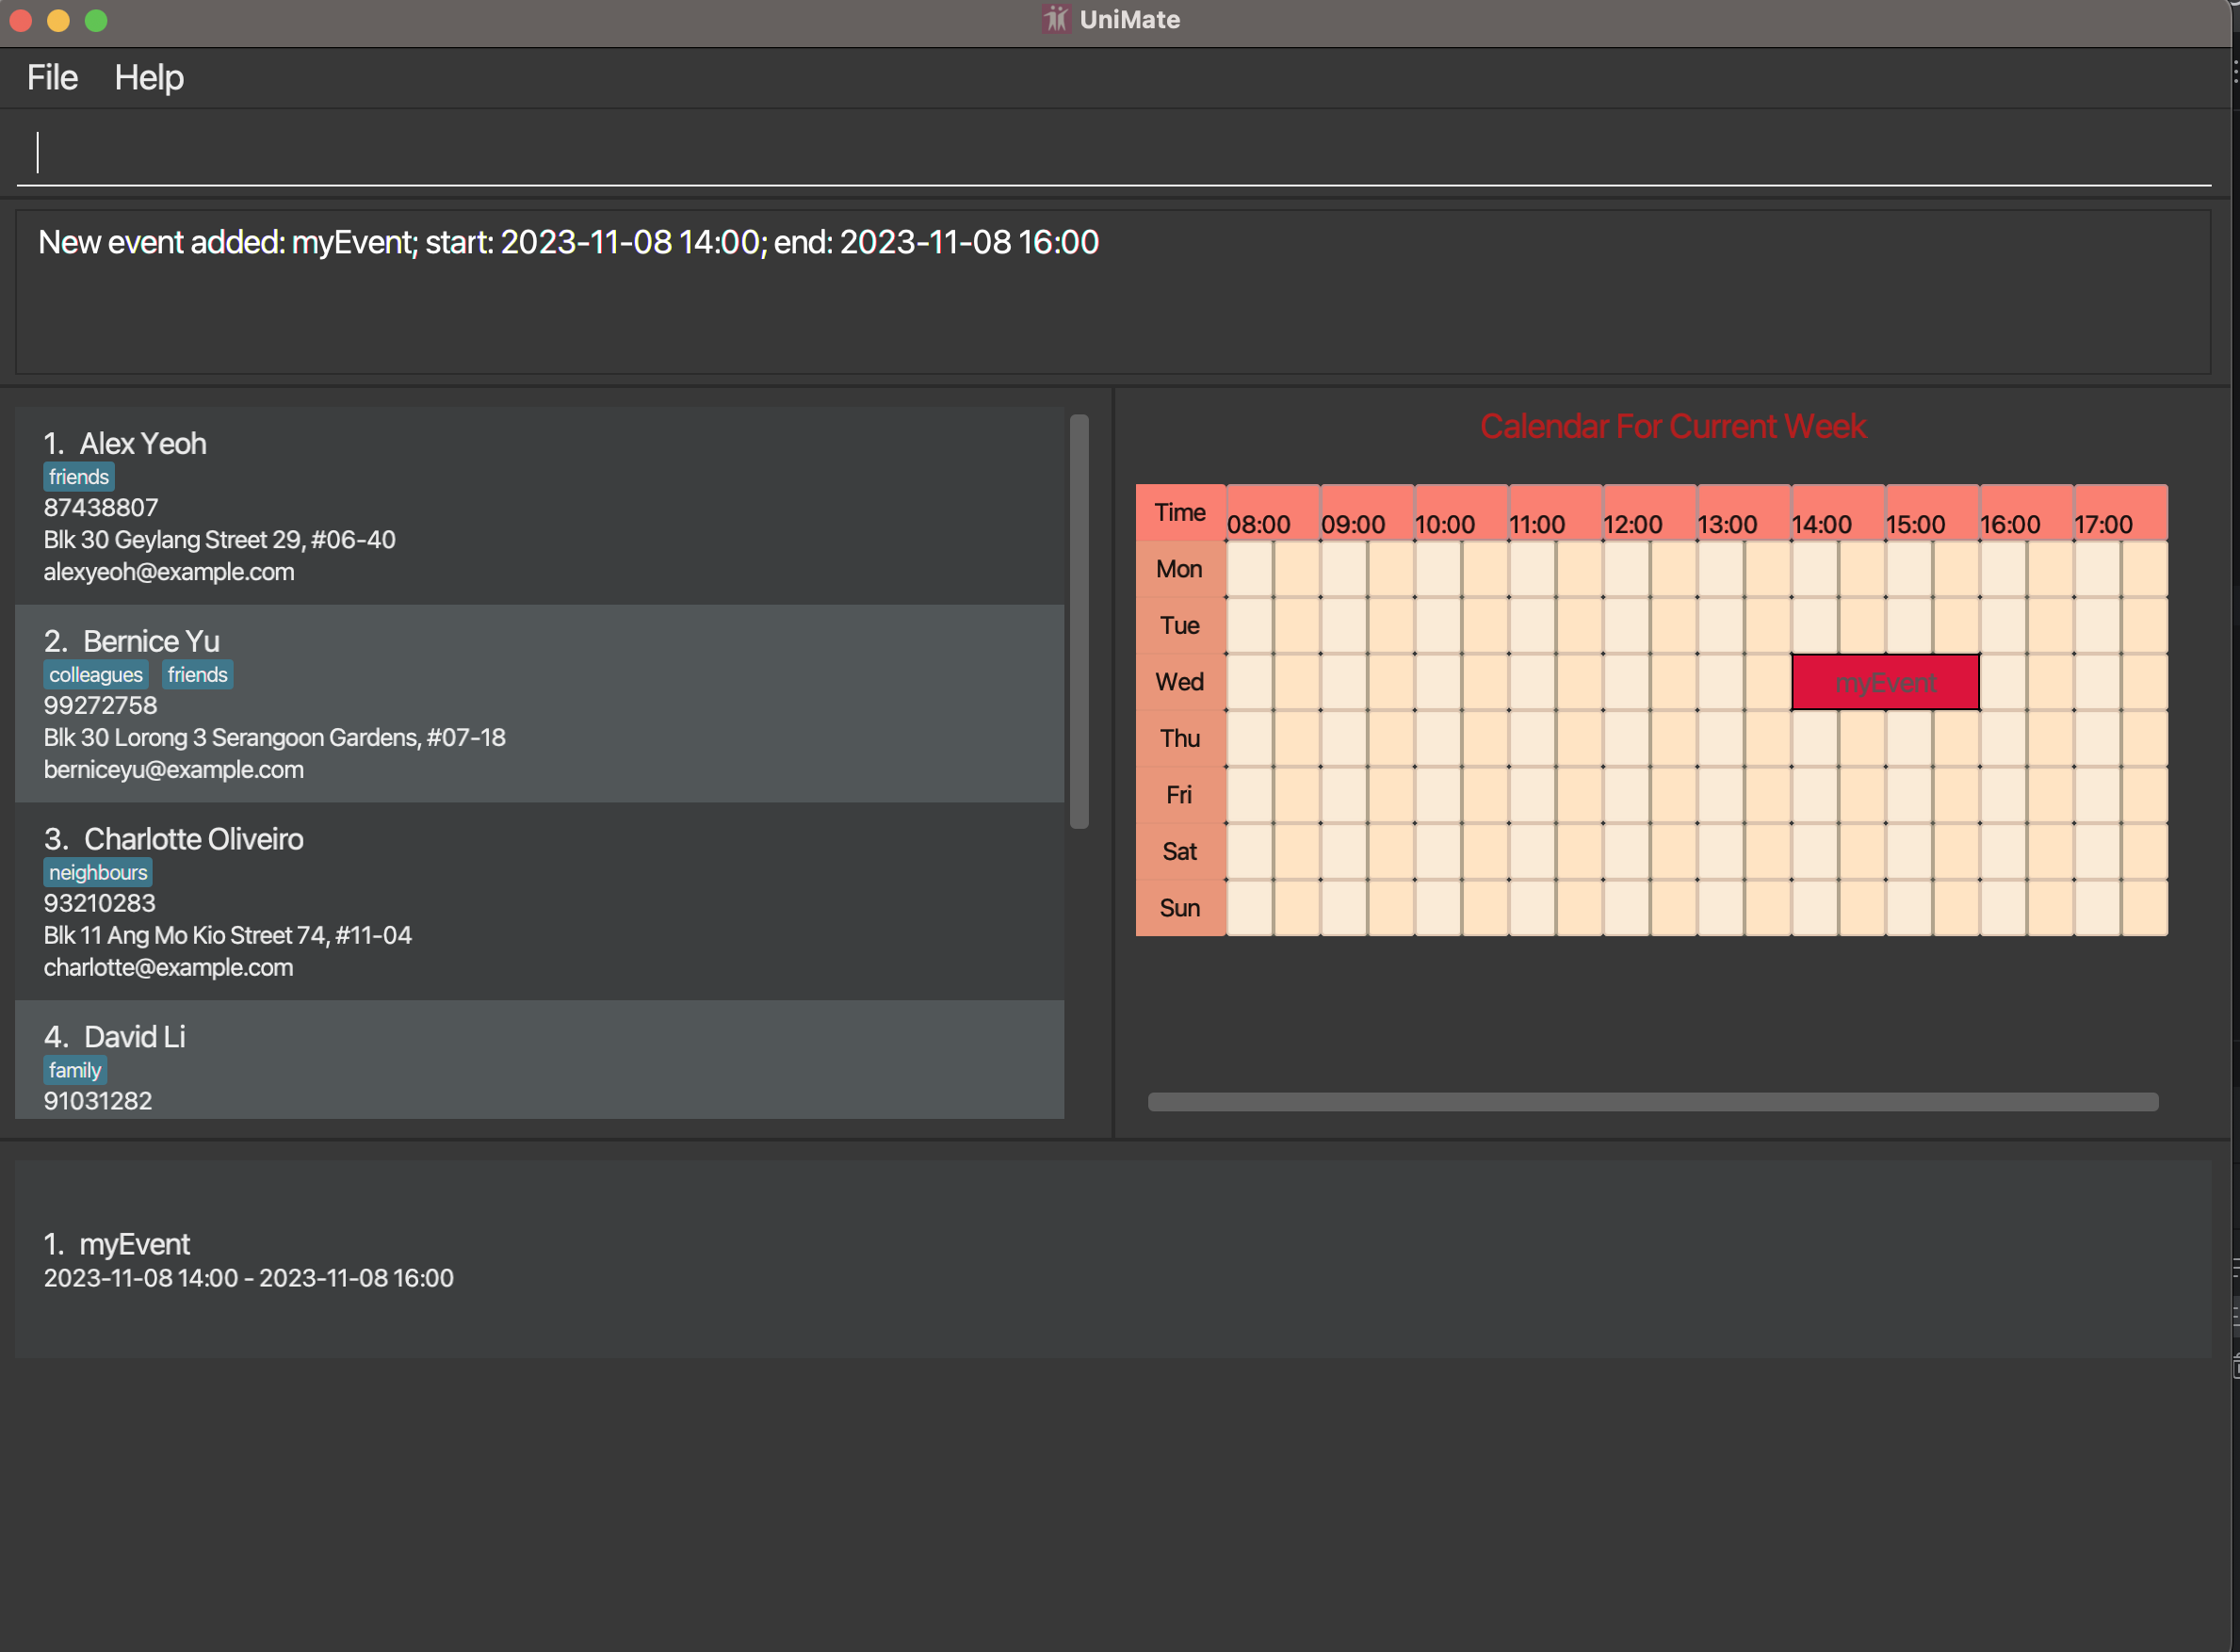 UniMate
File Help
New event added: myEvent; start: 2023-11-08 14:00; end: 2023-11-08 16:00
1. Alex Yeoh
friends
87438807
Blk 30 Geylang Street 29, #06-40
alexyeoh@example.com
2. Bernice Yu
colleagues friends
99272758
Blk 30 Lorong 3 Serangoon Gardens, #07-18
berniceyu@example.com
3. Charlotte Oliveiro
neighbours
93210283
Blk 11 Ang Mo Kio Street 74, #11-04
charlotte@example.com
4. David Li
family
91031282
Calendar For Current Week
Time 08:00 09:00 10:00 11:00 12:00 13:00 14:00 15:00 16:00 17:00
Mon
Tue
Wed myEvent
Thu
Fri
Sat
Sun
1. myEvent
2023-11-08 14:00 - 2023-11-08 16:00